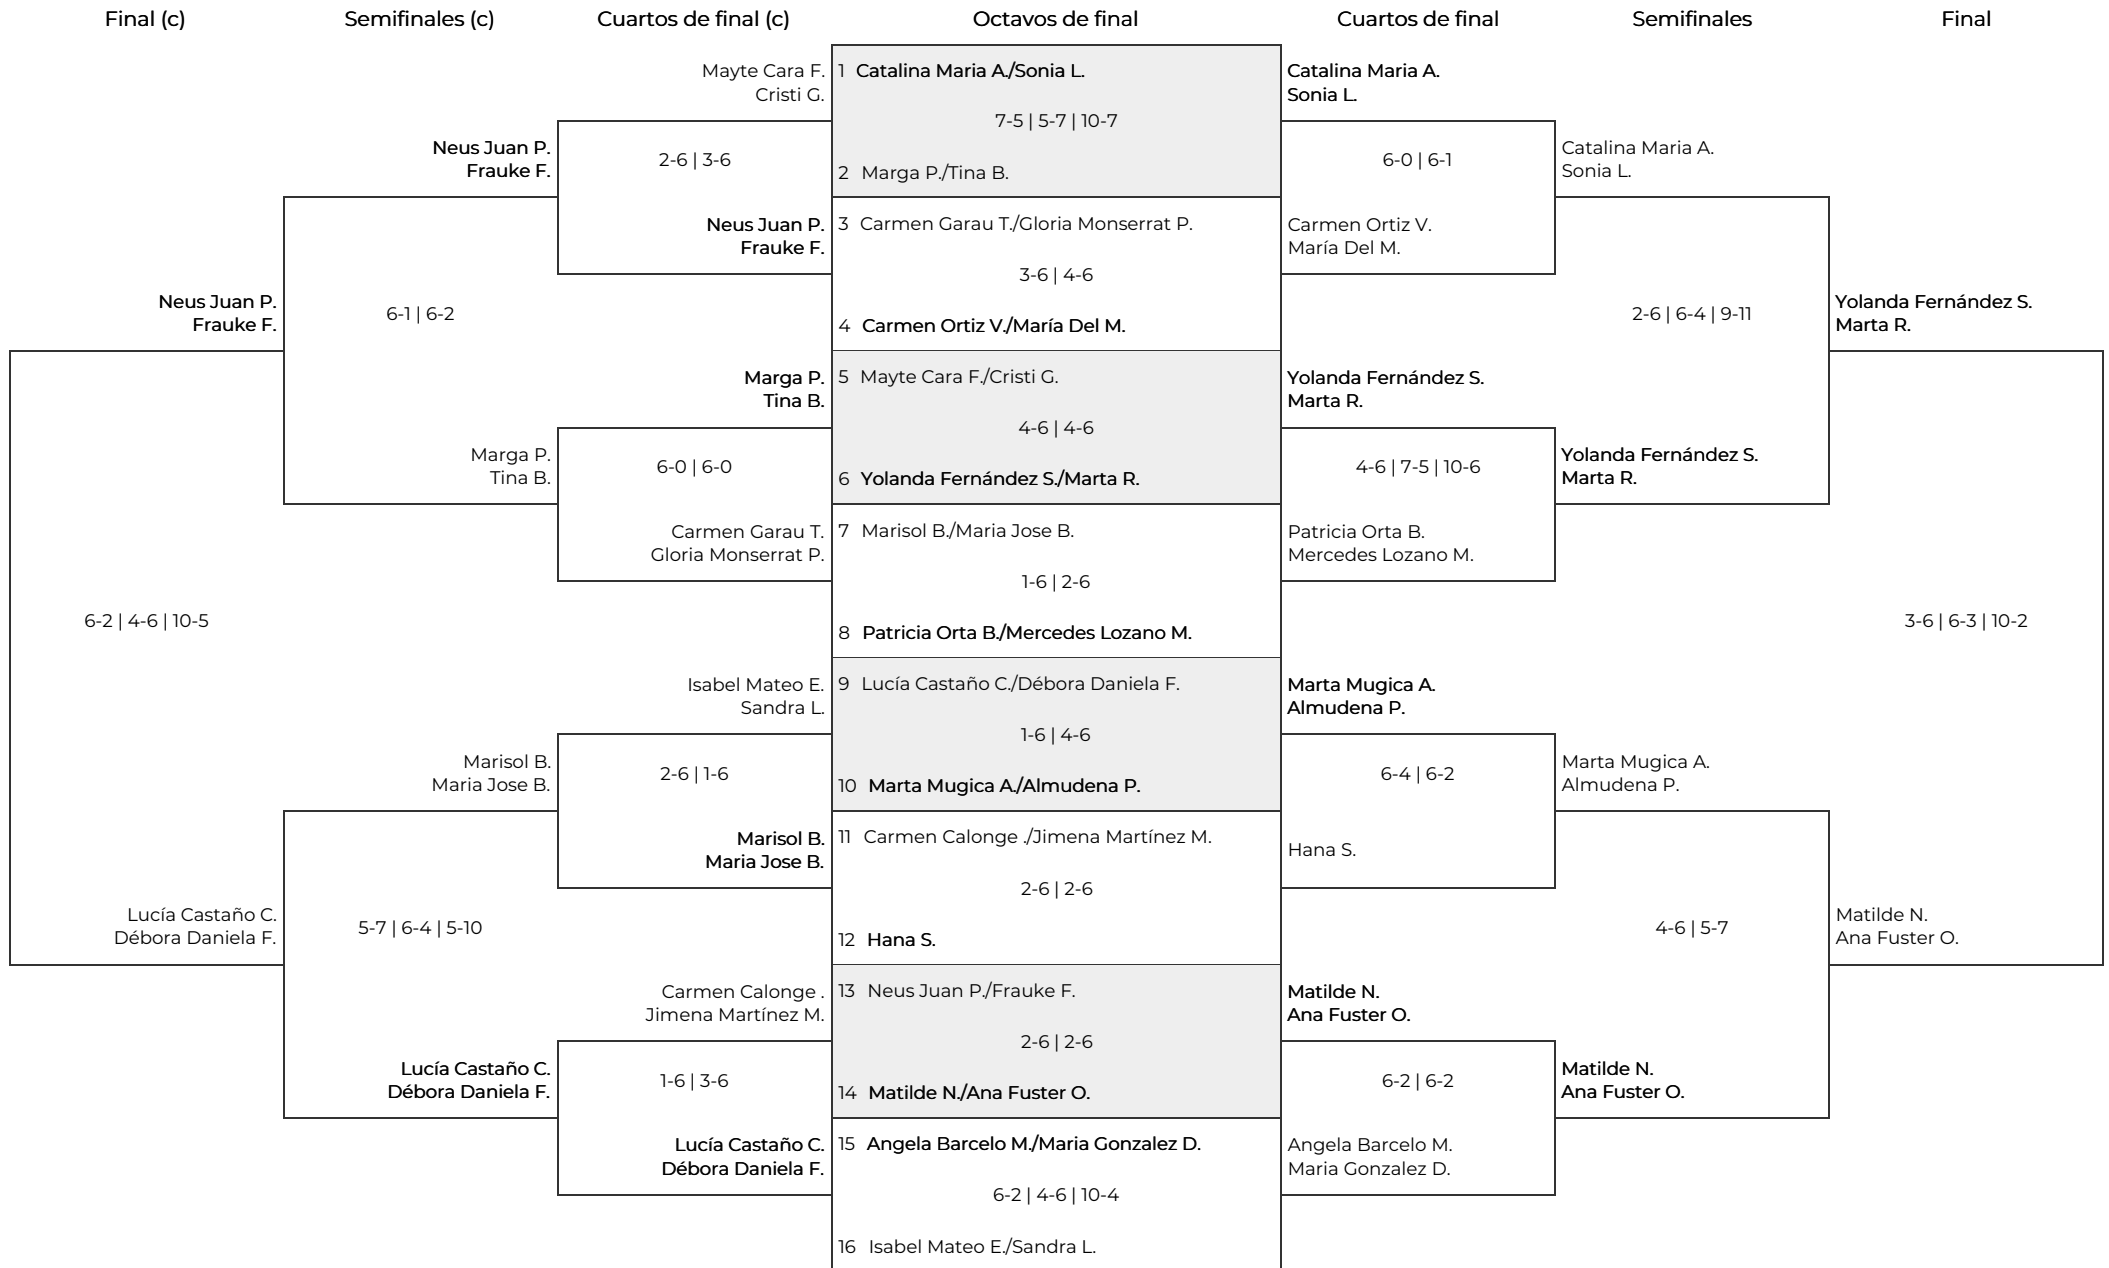 Final (c)
Semifinales (c)
Cuartos de final (c)
Octavos de final
Cuartos de final
Semifinales
Final
Neus Juan P.
Frauke F.
6-2 | 4-6 | 10-5
Lucía Castaño C.
Débora Daniela F.
Neus Juan P.
Frauke F.
6-1 | 6-2
Marga P.
Tina B.
Marisol B.
Maria Jose B.
5-7 | 6-4 | 5-10
Lucía Castaño C.
Débora Daniela F.
Mayte Cara F.
Cristi G.
2-6 | 3-6
Neus Juan P.
Frauke F.
Marga P.
Tina B.
6-0 | 6-0
Carmen Garau T.
Gloria Monserrat P.
Isabel Mateo E.
Sandra L.
2-6 | 1-6
Marisol B.
Maria Jose B.
Carmen Calonge .
Jimena Martínez M.
1-6 | 3-6
Lucía Castaño C.
Débora Daniela F.
1 Catalina Maria A./Sonia L.
7-5 | 5-7 | 10-7
2 Marga P./Tina B.
3 Carmen Garau T./Gloria Monserrat P.
3-6 | 4-6
4 Carmen Ortiz V./María Del M.
5 Mayte Cara F./Cristi G.
4-6 | 4-6
6 Yolanda Fernández S./Marta R.
7 Marisol B./Maria Jose B.
1-6 | 2-6
8 Patricia Orta B./Mercedes Lozano M.
9 Lucía Castaño C./Débora Daniela F.
1-6 | 4-6
10 Marta Mugica A./Almudena P.
11 Carmen Calonge ./Jimena Martínez M.
2-6 | 2-6
12 Hana S.
13 Neus Juan P./Frauke F.
2-6 | 2-6
14 Matilde N./Ana Fuster O.
15 Angela Barcelo M./Maria Gonzalez D.
6-2 | 4-6 | 10-4
16 Isabel Mateo E./Sandra L.
Catalina Maria A.
Sonia L.
6-0 | 6-1
Carmen Ortiz V.
María Del M.
Yolanda Fernández S.
Marta R.
4-6 | 7-5 | 10-6
Patricia Orta B.
Mercedes Lozano M.
Marta Mugica A.
Almudena P.
6-4 | 6-2
Hana S.
Matilde N.
Ana Fuster O.
6-2 | 6-2
Angela Barcelo M.
Maria Gonzalez D.
Catalina Maria A.
Sonia L.
2-6 | 6-4 | 9-11
Yolanda Fernández S.
Marta R.
Marta Mugica A.
Almudena P.
4-6 | 5-7
Matilde N.
Ana Fuster O.
Yolanda Fernández S.
Marta R.
3-6 | 6-3 | 10-2
Matilde N.
Ana Fuster O.